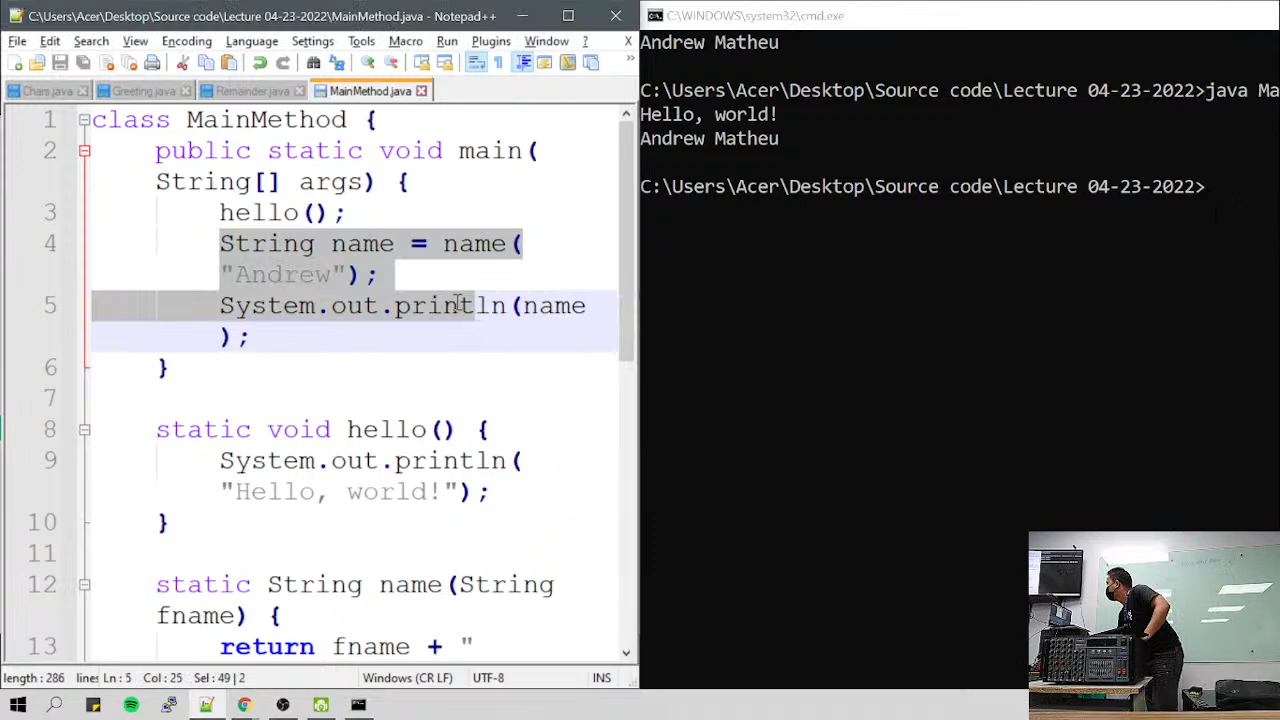 C:\Users\Acer\Desktop\Source code\Lecture 04-23-2022\MainMethod.java - Notepad++
File Edit Search View Encoding Language Settings Tools Macro Run Plugins Window ? X
Chars.java Greeting.java Remainder.java MainMethod.java
1 class MainMethod {
2 public static void main(
String[] args) {
3 hello();
4 String name = name(
"Andrew");
5 System.out.println(name
);
6 }
7
8 static void hello() {
9 System.out.println(
"Hello, world!");
10 }
11
12 static String name(String
fname) {
13 return fname + "
length : 286 lines Ln : 5 Col : 25 Sel : 49 | 2 Windows (CR LF) UTF-8 INS
C:\WINDOWS\system32\cmd.exe
Andrew Matheu
C:\Users\Acer\Desktop\Source code\Lecture 04-23-2022>java Ma
Hello, world!
Andrew Matheu
C:\Users\Acer\Desktop\Source code\Lecture 04-23-2022>